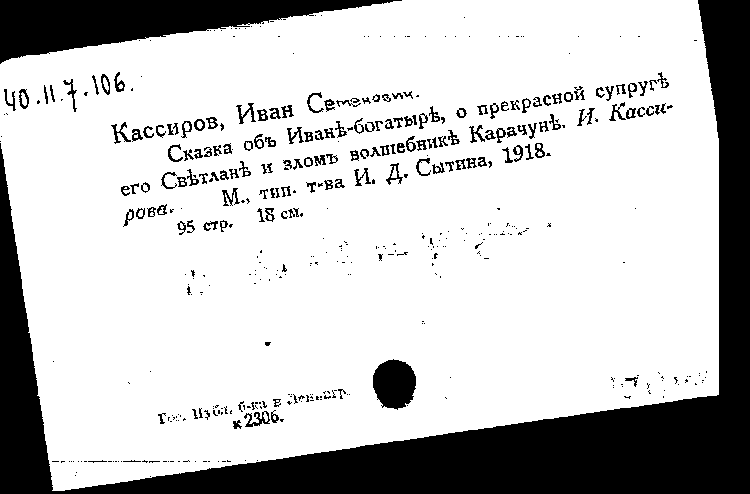 40.11.7.106.
Кассиров, Иван Семенович.
Сказка объ Иванѣ-богатырѣ, о прекрасной супругѣ
его Свѣтланѣ и зломъ волшебникѣ Карачунѣ. И. Касси-
рова. М., тип. т-ва И. Д. Сытина, 1918.
95 стр. 18 см.
Гос. Публ. б-ка в Ленингр.
к 2306.